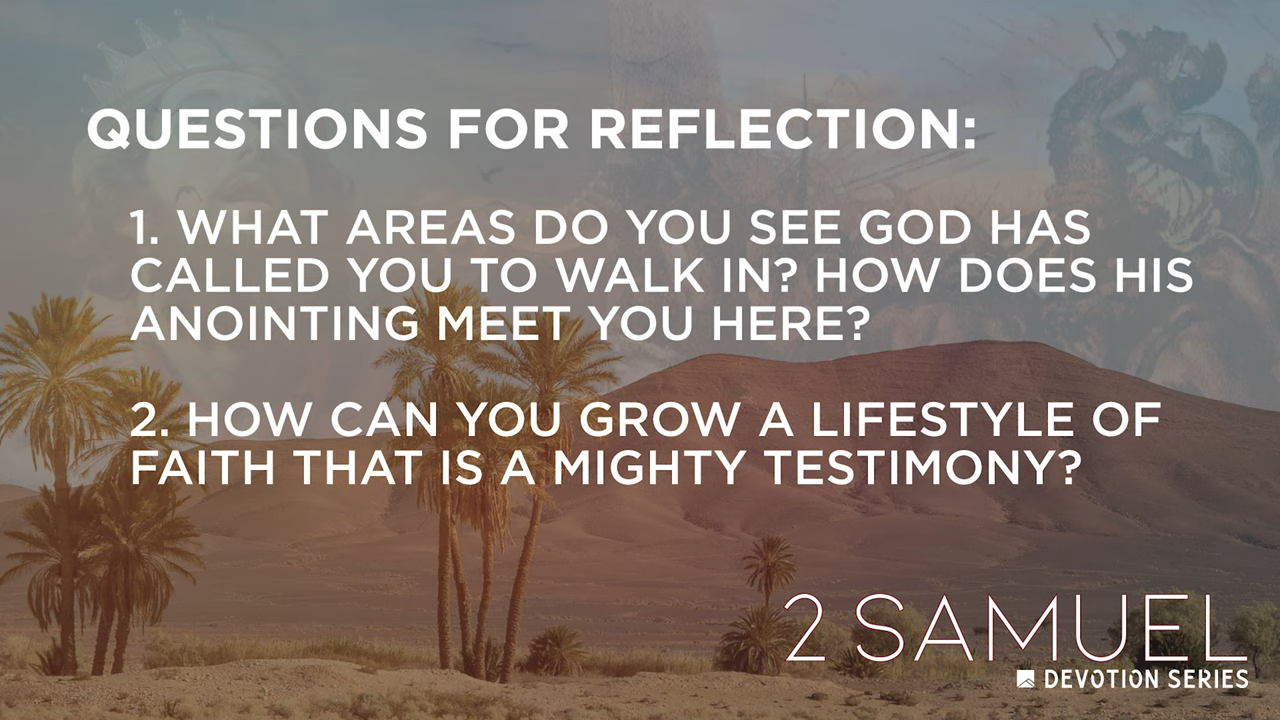 QUESTIONS FOR REFLECTION:
1. WHAT AREAS DO YOU SEE GOD HAS
CALLED YOU TO WALK IN? HOW DOES HIS
ANOINTING MEET YOU HERE?
2. HOW CAN YOU GROW A LIFESTYLE OF
FAITH THAT IS A MIGHTY TESTIMONY?
2 SAMUEL
DEVOTION SERIES